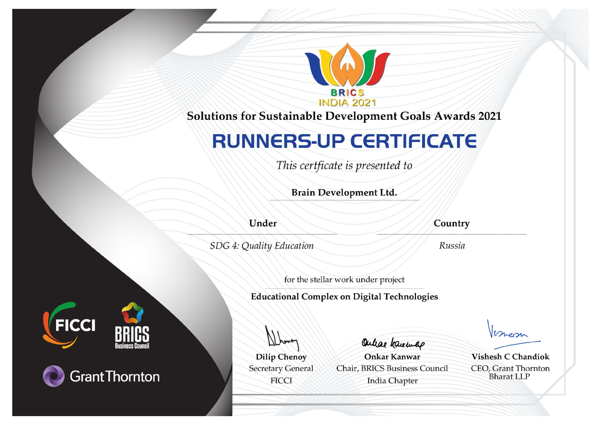 BRICS
INDIA 2021
Solutions for Sustainable Development Goals Awards 2021
RUNNERS-UP CERTIFICATE
This certficate is presented to
Brain Development Ltd.
Under
Country
SDG 4: Quality Education
Russia
for the stellar work under project
Educational Complex on Digital Technologies
FICCI
BRICS
Business Council
Grant Thornton
Dilip Chenoy
Secretary General
FICCI
Onkar Kanwar
Onkar Kanwar
Chair, BRICS Business Council
India Chapter
Vishesh C Chandiok
CEO, Grant Thornton
Bharat LLP